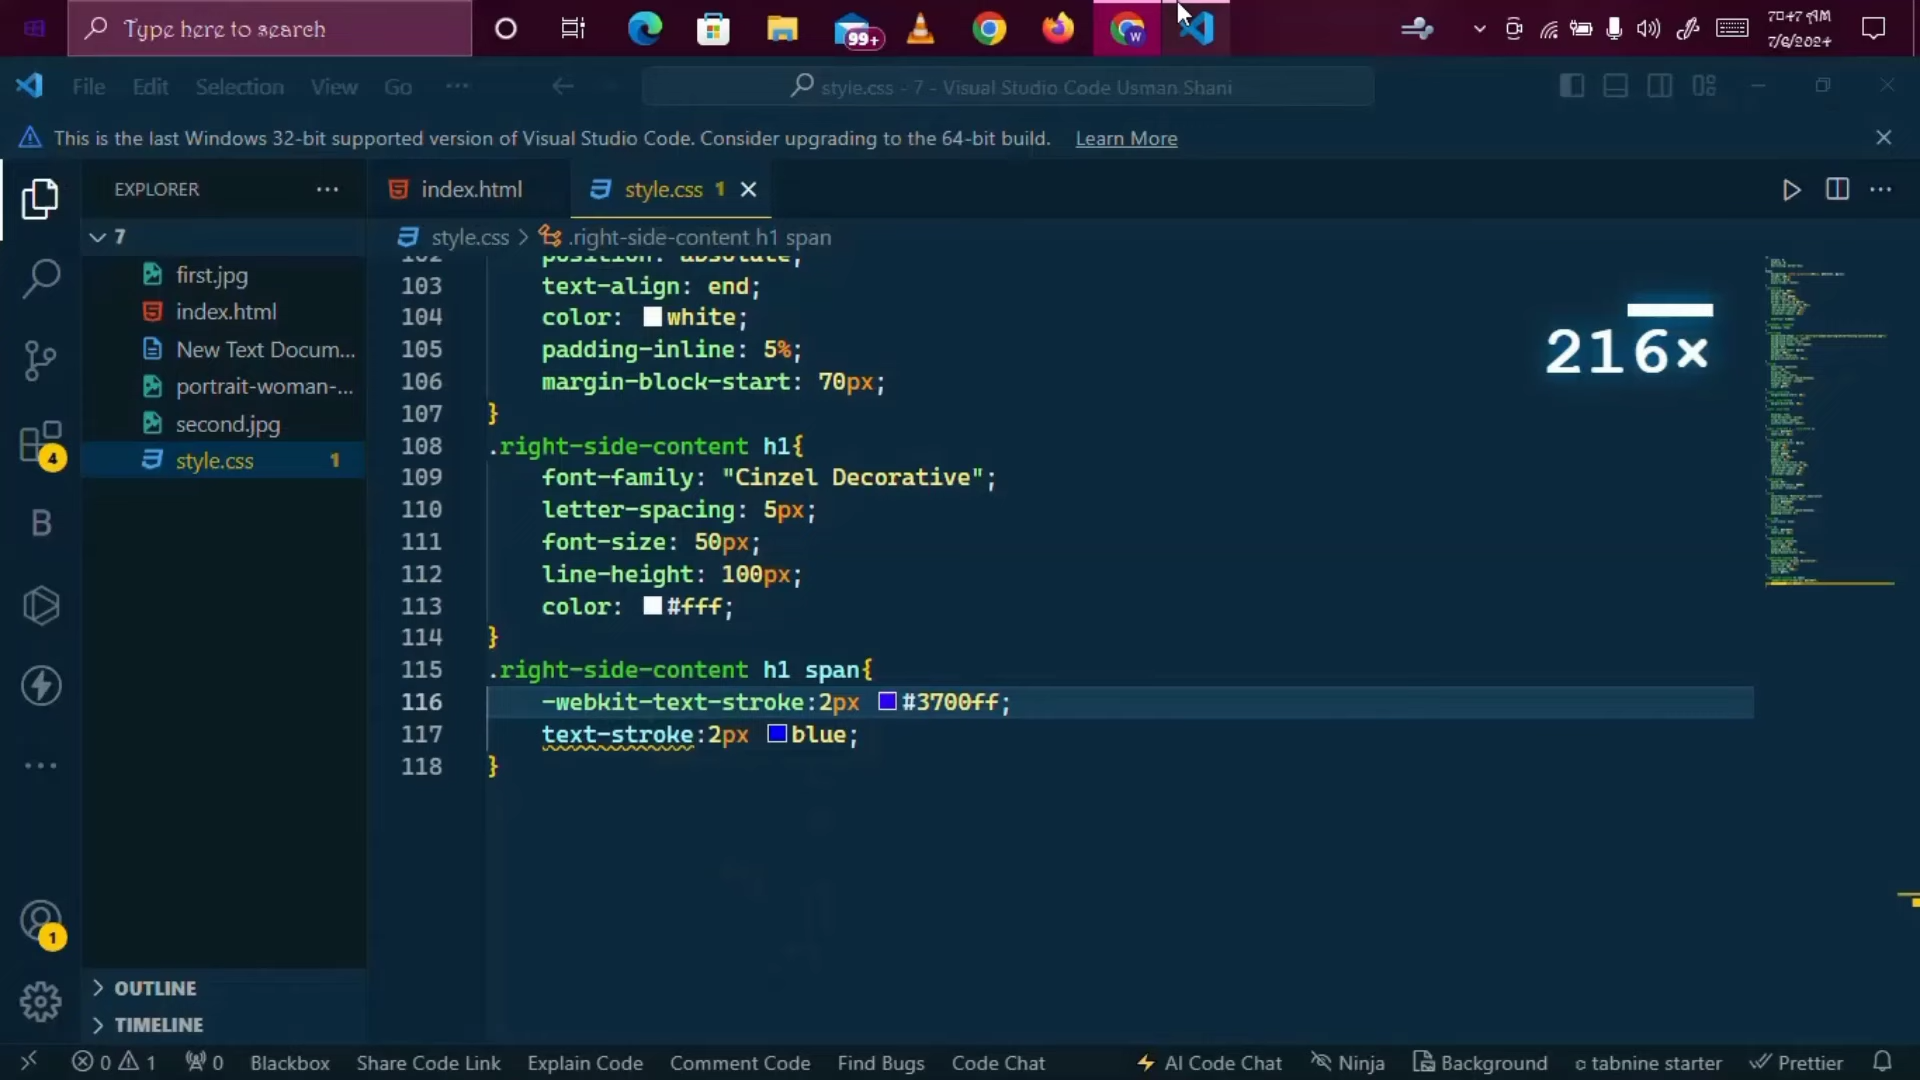 Type here to search
99+
W
7:47 AM
7/6/2024
File Edit Selection View Go ···
style.css - 7 - Visual Studio Code Usman Shani
This is the last Windows 32-bit supported version of Visual Studio Code. Consider upgrading to the 64-bit build. Learn More
EXPLORER ···
index.html
style.css 1
7
style.css > .right-side-content h1 span
first.jpg
index.html
New Text Docum...
portrait-woman-...
second.jpg
style.css 1
4
B
1
102 position: absolute;
103 text-align: end;
104 color: white;
105 padding-inline: 5%;
106 margin-block-start: 70px;
107 }
108 .right-side-content h1{
109 font-family: "Cinzel Decorative";
110 letter-spacing: 5px;
111 font-size: 50px;
112 line-height: 100px;
113 color: #fff;
114 }
115 .right-side-content h1 span{
116 -webkit-text-stroke:2px #3700ff;
117 text-stroke:2px blue;
118 }
216×
OUTLINE
TIMELINE
0 1 0 Blackbox Share Code Link Explain Code Comment Code Find Bugs Code Chat AI Code Chat Ninja Background tabnine starter Prettier